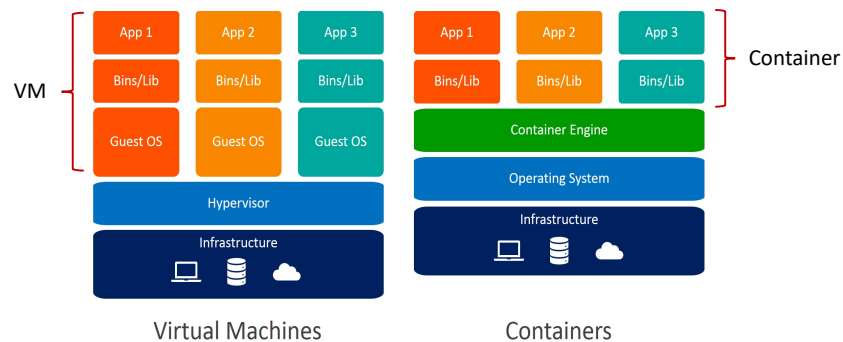 App 1
App 2
App 3
Bins/Lib
Bins/Lib
Bins/Lib
VM
Guest OS
Guest OS
Guest OS
Hypervisor
Infrastructure
Virtual Machines
App 1
App 2
App 3
Container
Bins/Lib
Bins/Lib
Bins/Lib
Container Engine
Operating System
Infrastructure
Containers